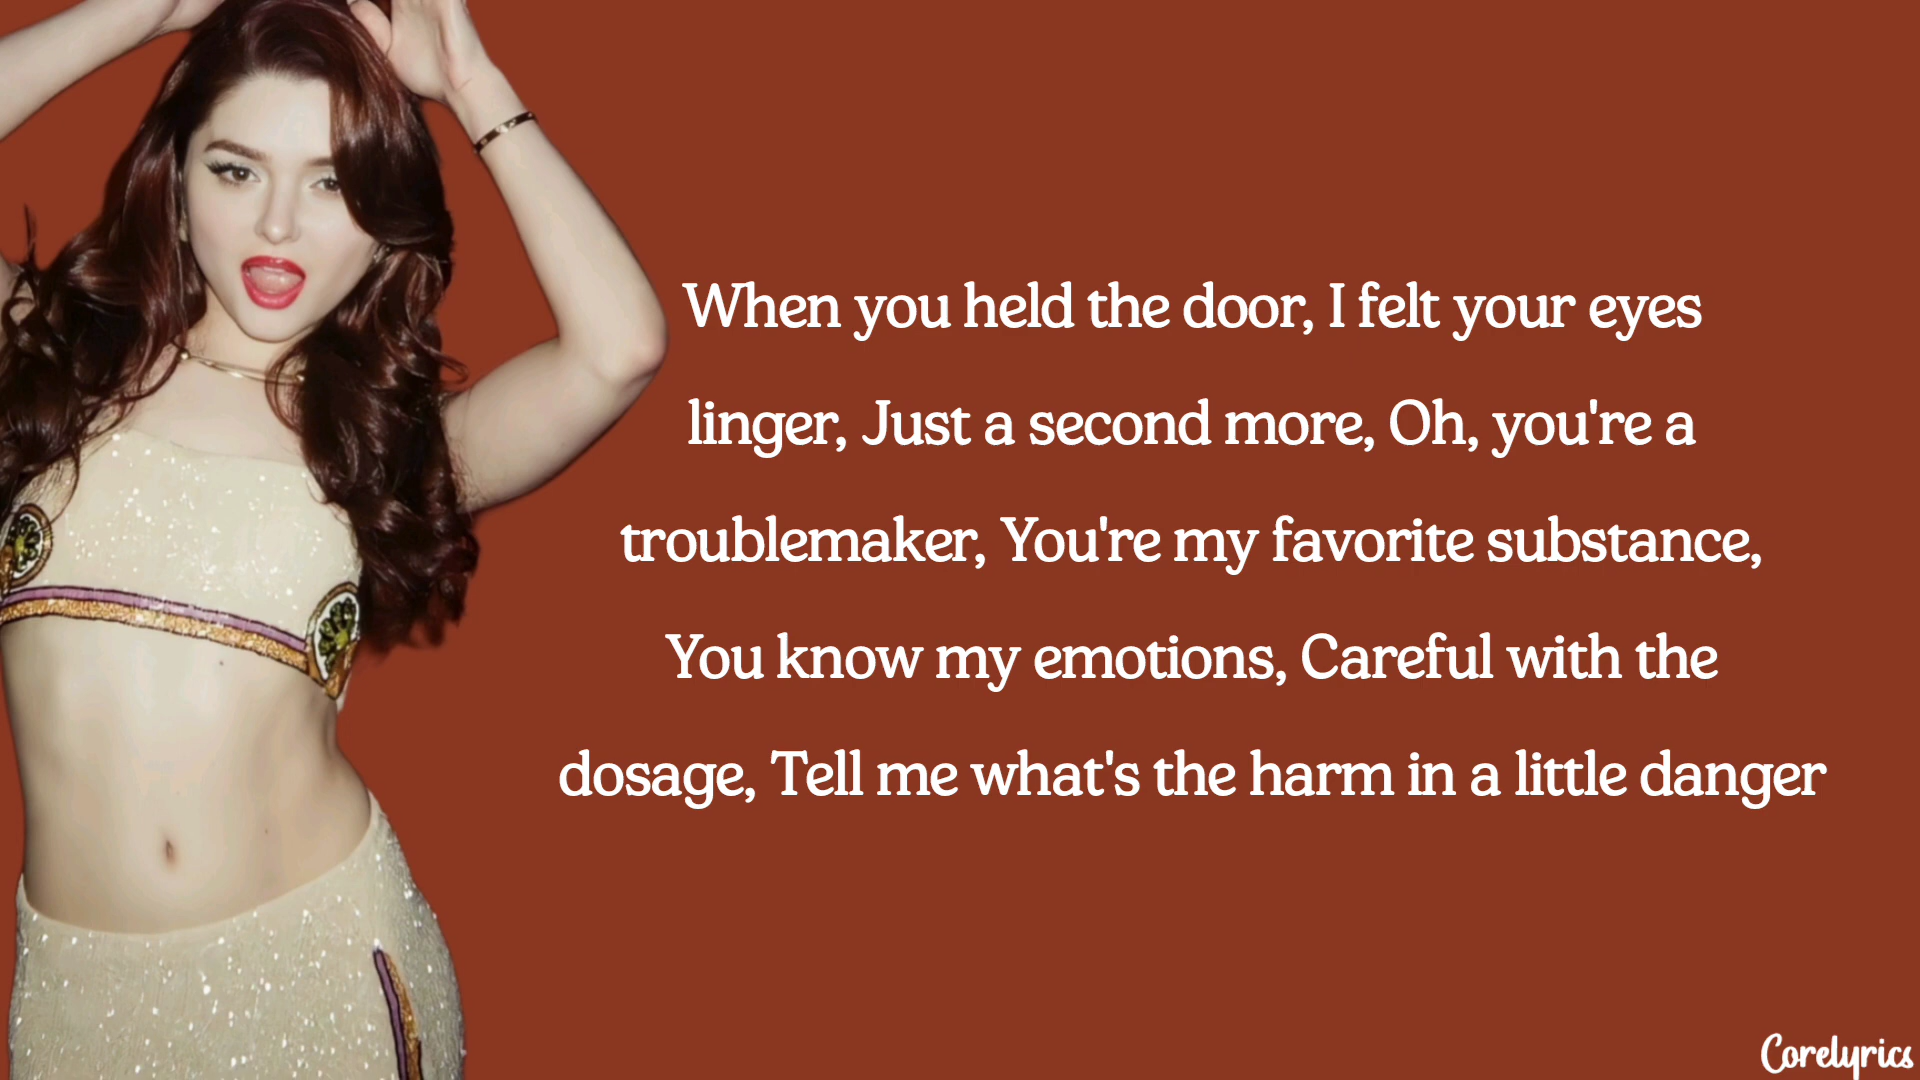 When you held the door, I felt your eyes
linger, Just a second more, Oh, you're a
troublemaker, You're my favorite substance,
You know my emotions, Careful with the
dosage, Tell me what's the harm in a little danger
Corelyrics